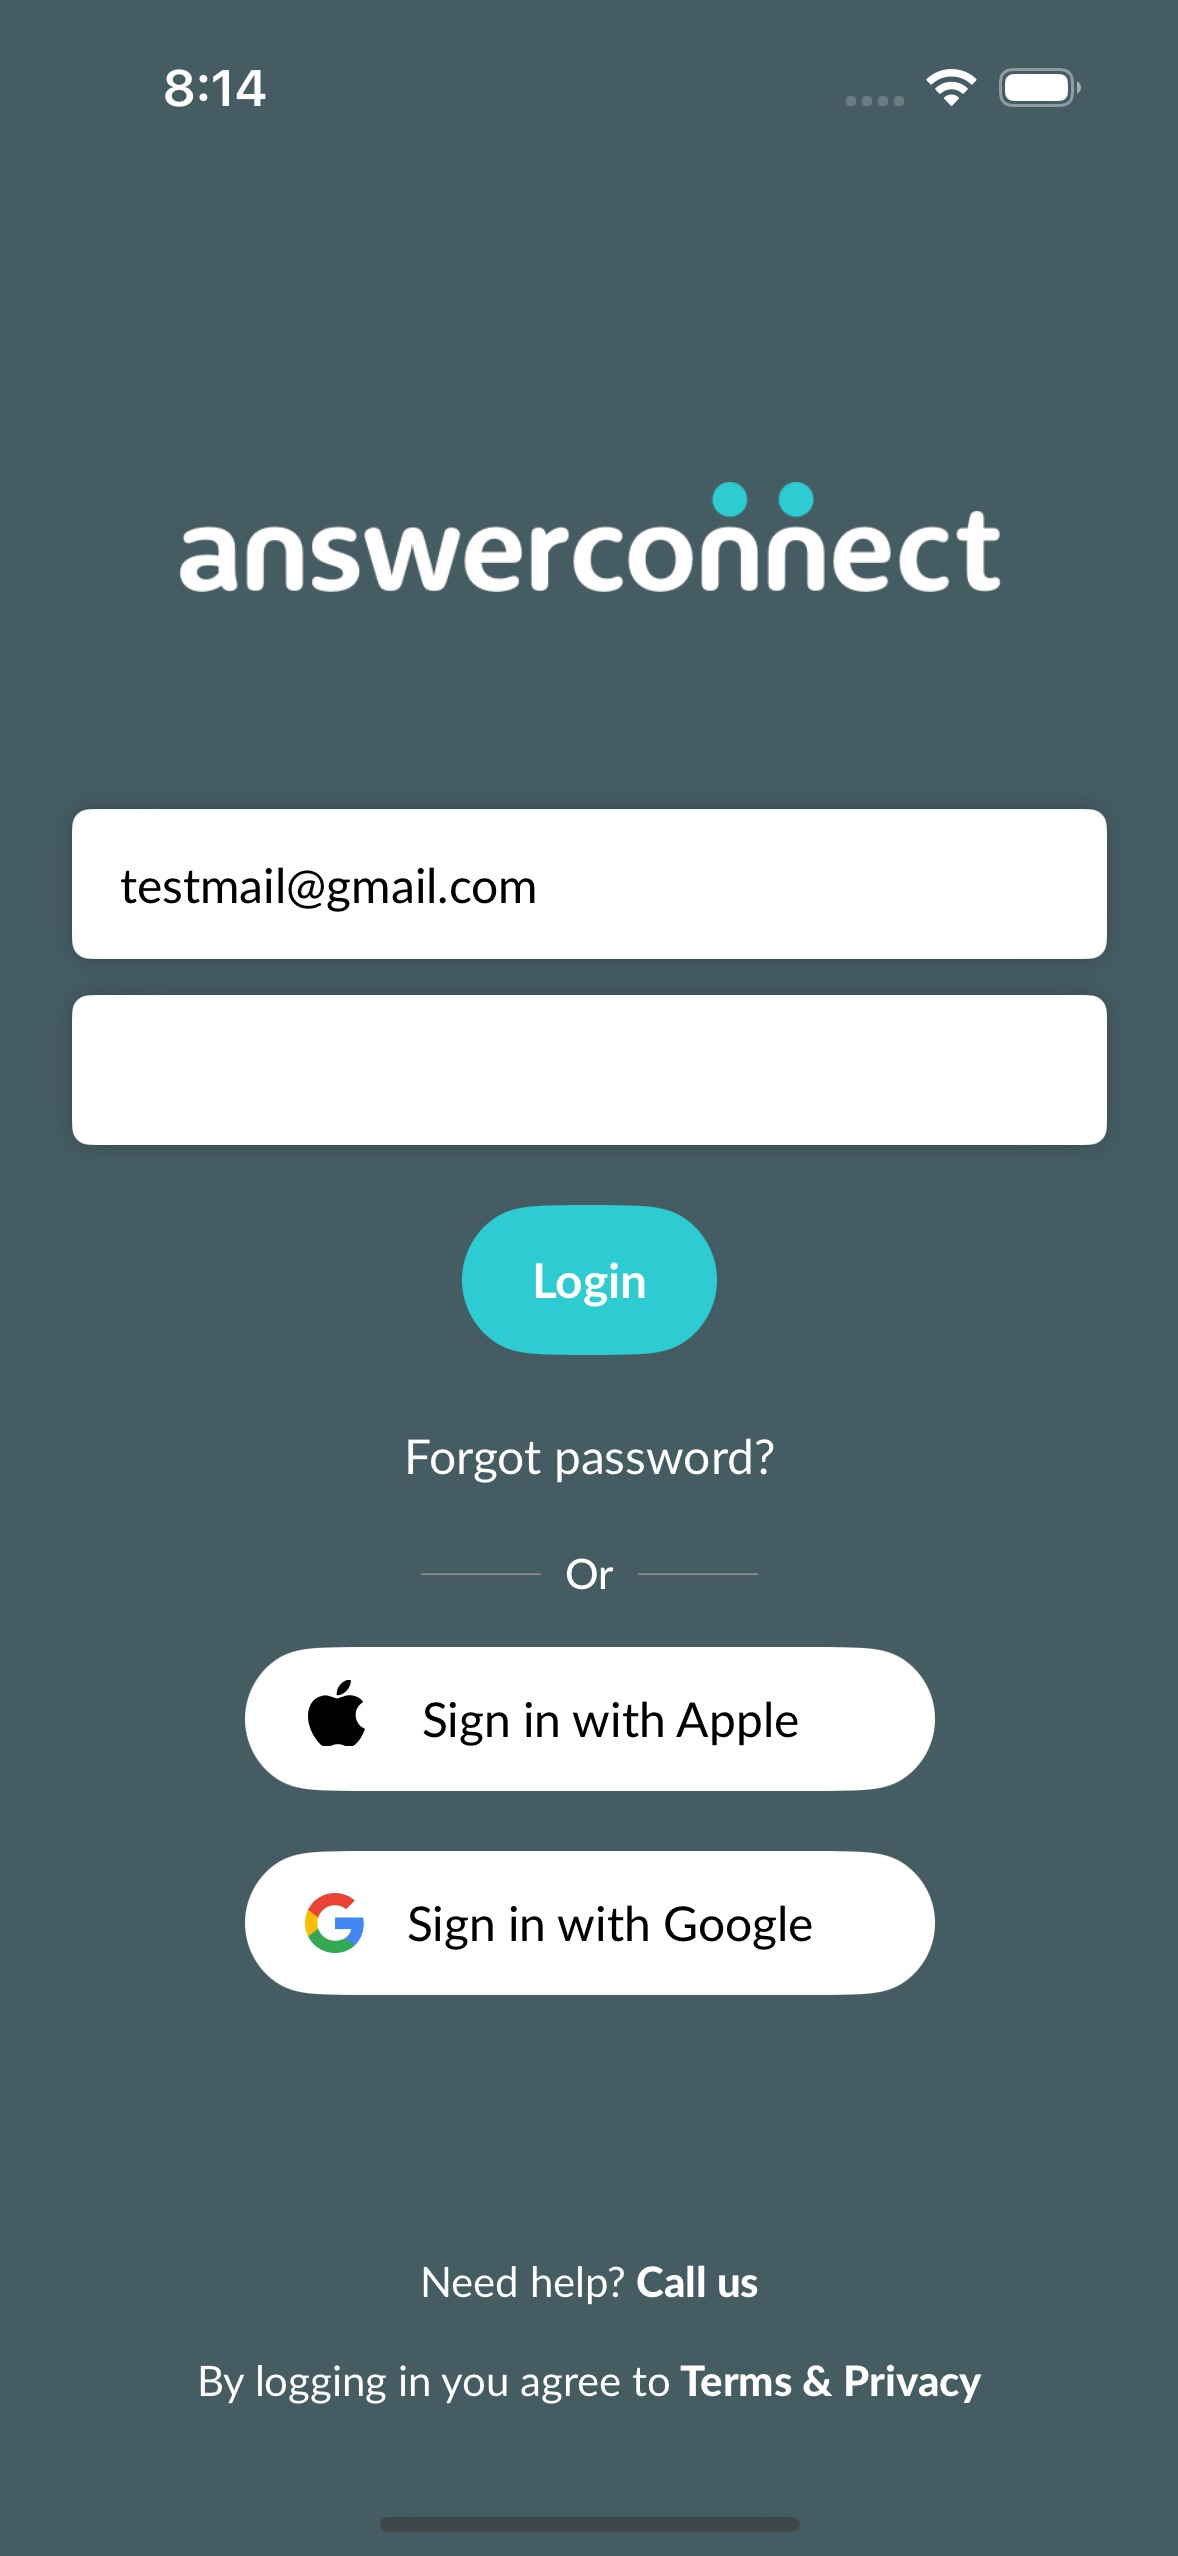 8:14
answerconnect
testmail@gmail.com
Login
Forgot password?
Or
Sign in with Apple
Sign in with Google
Need help? Call us
By logging in you agree to Terms & Privacy